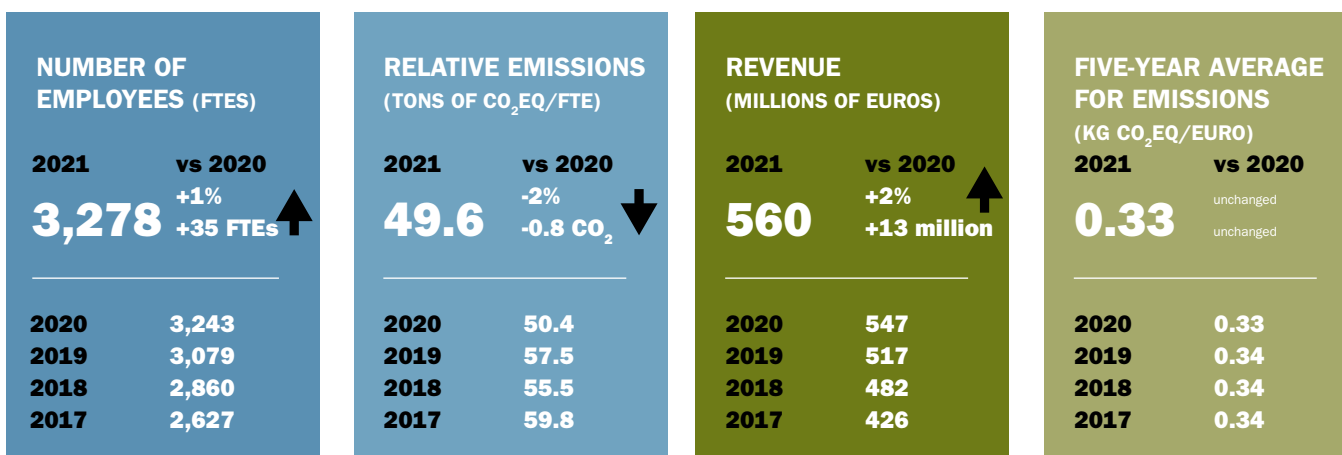 NUMBER OF
EMPLOYEES (FTES)
2021 vs 2020
3,278 +1%
+35 FTEs
2020 3,243
2019 3,079
2018 2,860
2017 2,627
RELATIVE EMISSIONS
(TONS OF CO₂EQ/FTE)
2021 vs 2020
49.6 -2%
-0.8 CO₂
2020 50.4
2019 57.5
2018 55.5
2017 59.8
REVENUE
(MILLIONS OF EUROS)
2021 vs 2020
560 +2%
+13 million
2020 547
2019 517
2018 482
2017 426
FIVE-YEAR AVERAGE
FOR EMISSIONS
(KG CO₂EQ/EURO)
2021 vs 2020
0.33 unchanged
unchanged
2020 0.33
2019 0.34
2018 0.34
2017 0.34